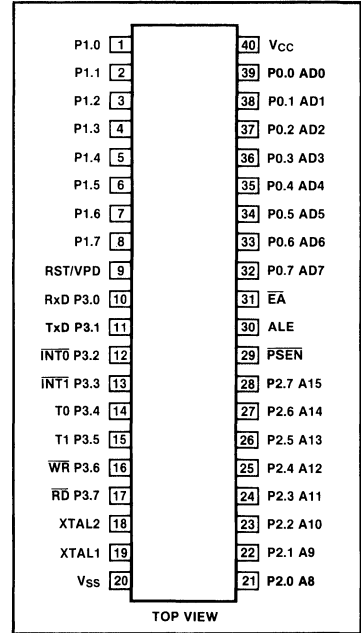 P1.0 1 40 VCC
P1.1 2 39 P0.0 AD0
P1.2 3 38 P0.1 AD1
P1.3 4 37 P0.2 AD2
P1.4 5 36 P0.3 AD3
P1.5 6 35 P0.4 AD4
P1.6 7 34 P0.5 AD5
P1.7 8 33 P0.6 AD6
RST/VPD 9 32 P0.7 AD7
RxD P3.0 10 31 EA
TxD P3.1 11 30 ALE
INT0 P3.2 12 29 PSEN
INT1 P3.3 13 28 P2.7 A15
T0 P3.4 14 27 P2.6 A14
T1 P3.5 15 26 P2.5 A13
WR P3.6 16 25 P2.4 A12
RD P3.7 17 24 P2.3 A11
XTAL2 18 23 P2.2 A10
XTAL1 19 22 P2.1 A9
VSS 20 21 P2.0 A8
TOP VIEW